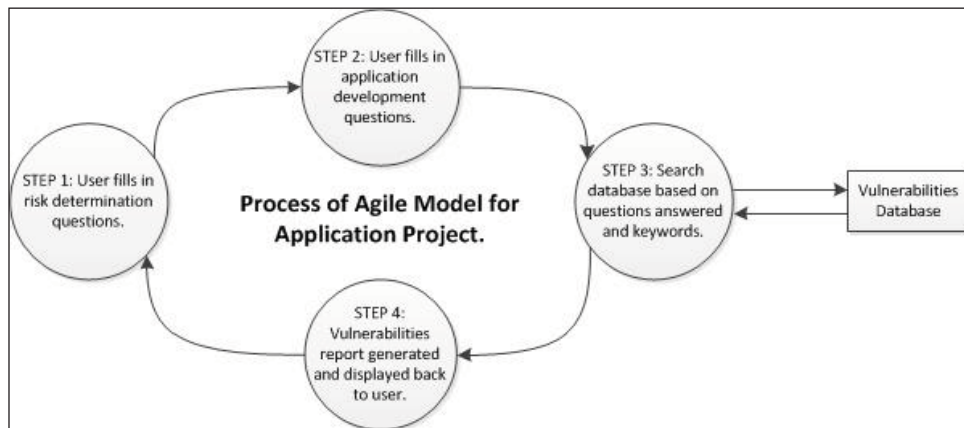 STEP 1: User fills in
risk determination
questions.
STEP 2: User fills in
application
development
questions.
STEP 3: Search
database based on
questions answered
and keywords.
Vulnerabilities
Database
Process of Agile Model for
Application Project.
STEP 4:
Vulnerabilities
report generated
and displayed back
to user.